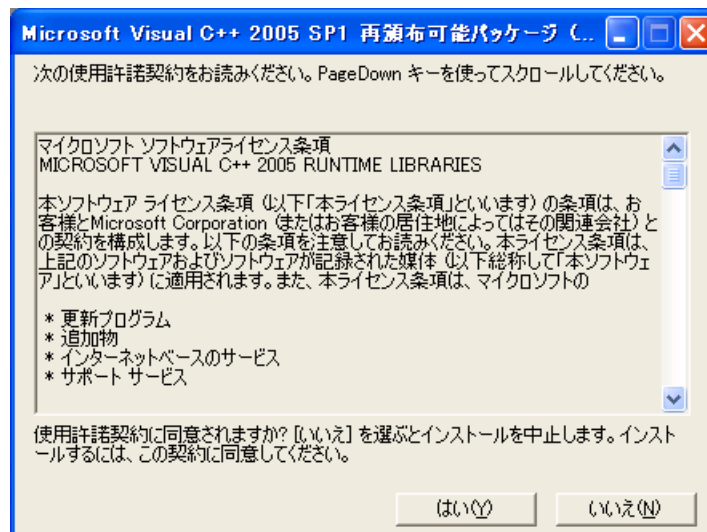 Microsoft Visual C++ 2005 SP1 再頒布可能パッケージ (...
次の使用許諾契約をお読みください。PageDown キーを使ってスクロールしてください。
マイクロソフト ソフトウェアライセンス条項
MICROSOFT VISUAL C++ 2005 RUNTIME LIBRARIES
本ソフトウェア ライセンス条項 (以下「本ライセンス条項」といいます) の条項は、お
客様とMicrosoft Corporation (またはお客様の居住地によってはその関連会社) と
の契約を構成します。以下の条項を注意してお読みください。本ライセンス条項は、
上記のソフトウェアおよびソフトウェアが記録された媒体 (以下総称して「本ソフトウェ
ア」といいます) に適用されます。また、本ライセンス条項は、マイクロソフトの
* 更新プログラム
* 追加物
* インターネットベースのサービス
* サポート サービス
使用許諾契約に同意されますか? [いいえ] を選ぶとインストールを中止します。インスト
ールするには、この契約に同意してください。
はい(Y)
いいえ(N)